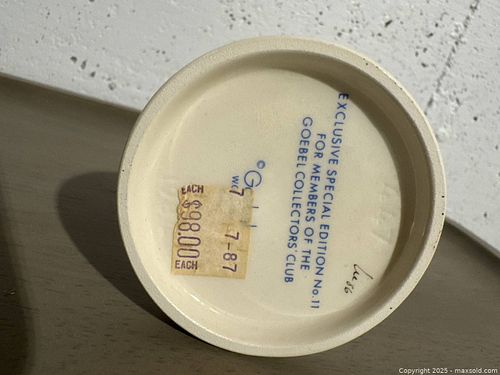 EXCLUSIVE SPECIAL EDITION No. 11
FOR MEMBERS OF THE
GOEBEL COLLECTORS' CLUB
©
7 7-87
EACH
$98.00
EACH
Copyright © 2025 - maxsold.com